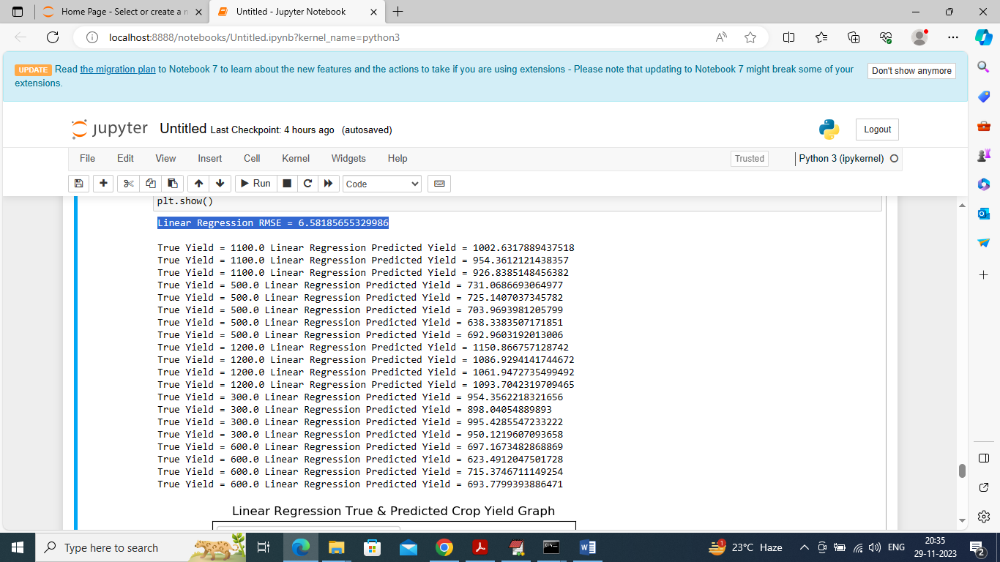 Home Page - Select or create a n
Untitled - Jupyter Notebook
localhost:8888/notebooks/Untitled.ipynb?kernel_name=python3
UPDATE Read the migration plan to Notebook 7 to learn about the new features and the actions to take if you are using extensions - Please note that updating to Notebook 7 might break some of your
extensions.
Don't show anymore
jupyter Untitled Last Checkpoint: 4 hours ago (autosaved)
Logout
File Edit View Insert Cell Kernel Widgets Help
Trusted
Python 3 (ipykernel)
Run
Code
plt.show()
Linear Regression RMSE = 6.58185655329986
True Yield = 1100.0 Linear Regression Predicted Yield = 1002.6317889437518
True Yield = 1100.0 Linear Regression Predicted Yield = 954.3612121438357
True Yield = 1100.0 Linear Regression Predicted Yield = 926.8385148456382
True Yield = 500.0 Linear Regression Predicted Yield = 731.0686693064977
True Yield = 500.0 Linear Regression Predicted Yield = 725.1407037345782
True Yield = 500.0 Linear Regression Predicted Yield = 703.9693981205799
True Yield = 500.0 Linear Regression Predicted Yield = 638.3383507171851
True Yield = 500.0 Linear Regression Predicted Yield = 692.9603192013006
True Yield = 1200.0 Linear Regression Predicted Yield = 1150.866757128742
True Yield = 1200.0 Linear Regression Predicted Yield = 1086.9294141744672
True Yield = 1200.0 Linear Regression Predicted Yield = 1061.9472735499492
True Yield = 1200.0 Linear Regression Predicted Yield = 1093.7042319709465
True Yield = 300.0 Linear Regression Predicted Yield = 954.3562218321656
True Yield = 300.0 Linear Regression Predicted Yield = 898.04054889893
True Yield = 300.0 Linear Regression Predicted Yield = 995.4285547233222
True Yield = 300.0 Linear Regression Predicted Yield = 950.1219607093658
True Yield = 600.0 Linear Regression Predicted Yield = 697.1673482868869
True Yield = 600.0 Linear Regression Predicted Yield = 623.4912047501728
True Yield = 600.0 Linear Regression Predicted Yield = 715.3746711149254
True Yield = 600.0 Linear Regression Predicted Yield = 693.7799393886471
Linear Regression True & Predicted Crop Yield Graph
Type here to search
1
23°C Haze
ENG
20:35
29-11-2023
2